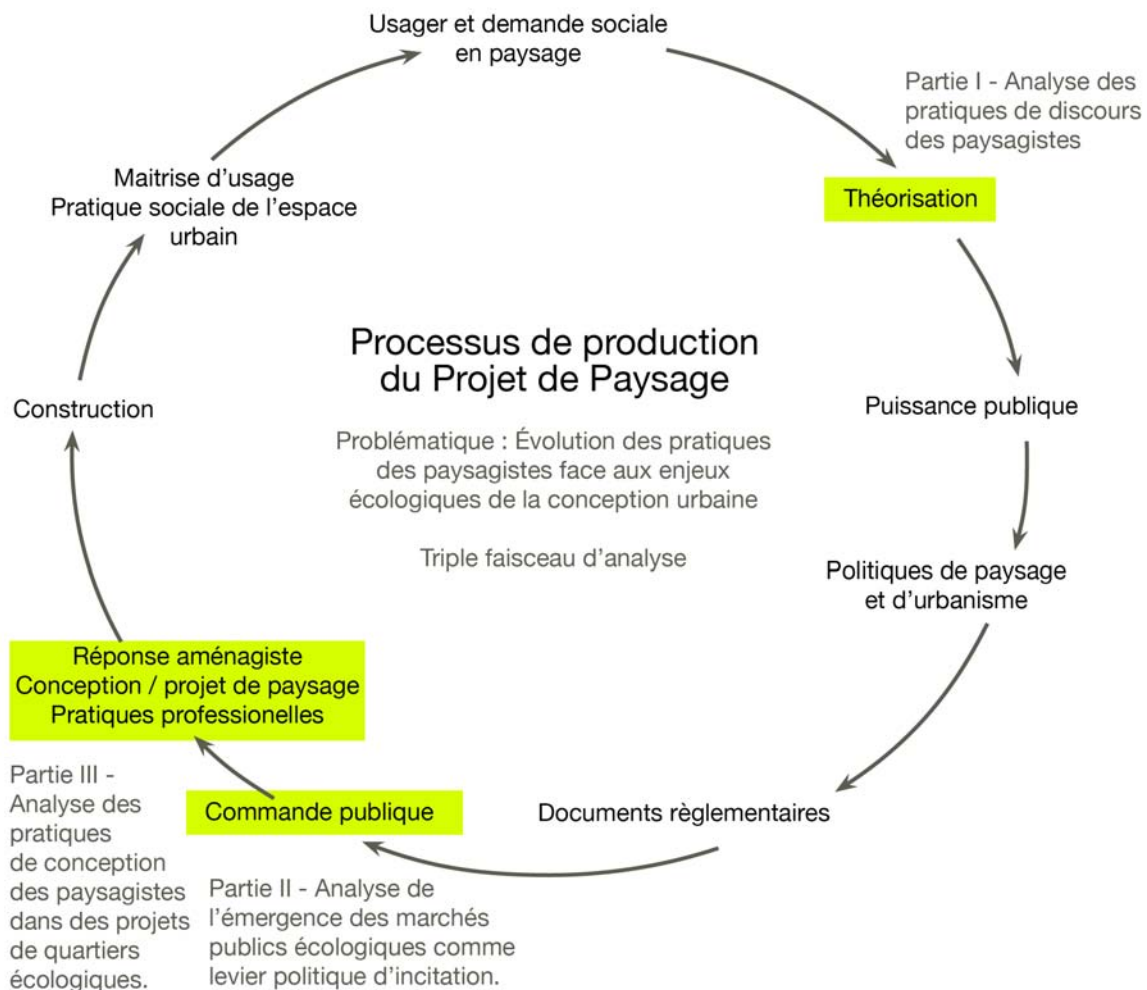 Usager et demande sociale
en paysage
Partie I - Analyse des
pratiques de discours
des paysagistes
Théorisation
Puissance publique
Politiques de paysage
et d'urbanisme
Documents règlementaires
Commande publique
Partie II - Analyse de
l'émergence des marchés
publics écologiques comme
levier politique d'incitation.
Réponse aménagiste
Conception / projet de paysage
Pratiques professionelles
Partie III -
Analyse des
pratiques
de conception
des paysagistes
dans des projets
de quartiers
écologiques.
Construction
Maitrise d'usage
Pratique sociale de l'espace
urbain
Processus de production
du Projet de Paysage
Problématique : Évolution des pratiques
des paysagistes face aux enjeux
écologiques de la conception urbaine
Triple faisceau d'analyse